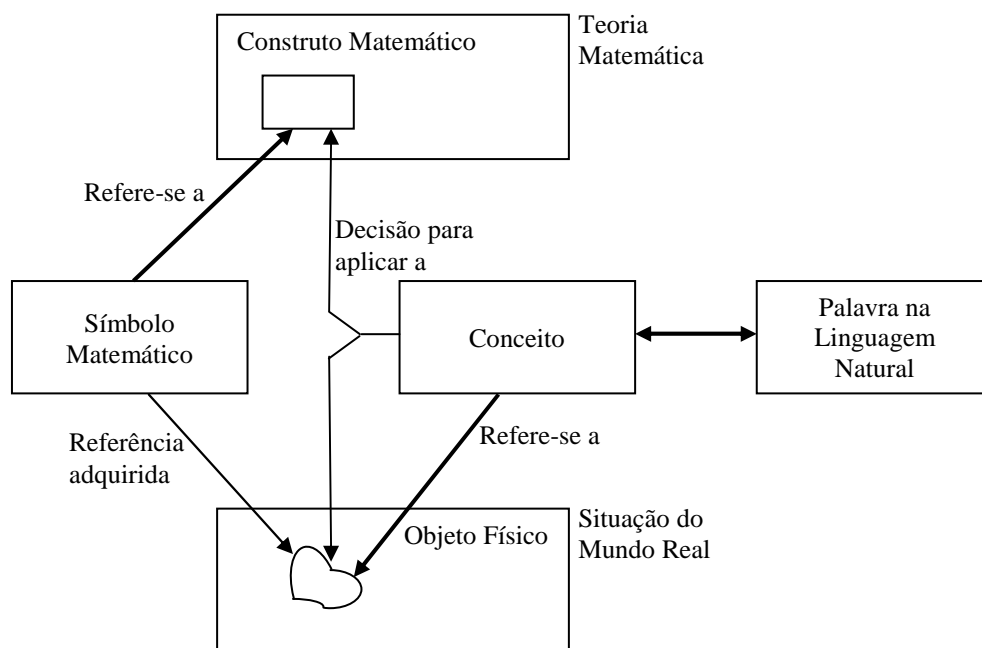 Construto Matemático
Teoria
Matemática
Refere-se a
Decisão para
aplicar a
Símbolo
Matemático
Conceito
Palavra na
Linguagem
Natural
Referência
adquirida
Refere-se a
Objeto Físico
Situação do
Mundo Real